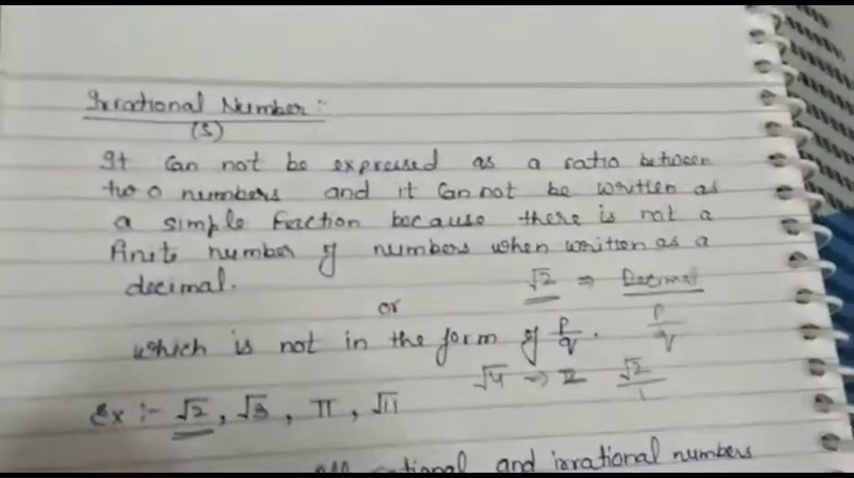 Irrational Number :-
(S)
It can not be expressed as a ratio between
two numbers and it can not be written as
a simple fraction because there is not a
finite number of numbers when written as a
decimal.
√2 ⇒ Decimal
or
which is not in the form of p/q.
p/q
√4 ⇒ 2
√2/1
Ex :- √2, √3, π, √11
and irrational numbers